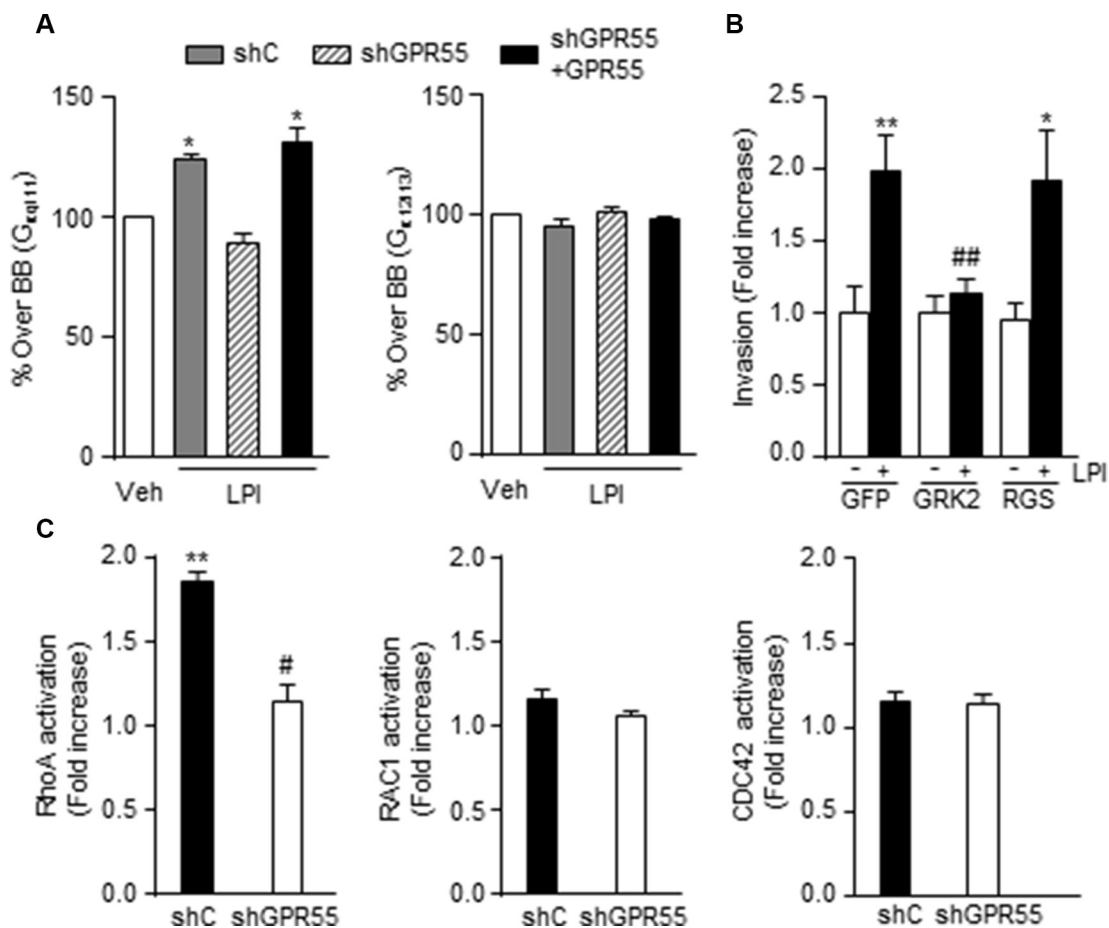 A
B
shC
shGPR55
shGPR55
+GPR55
150
100
50
0
% Over BB (Gαq/11)
*
*
Veh
LPI
150
100
50
0
% Over BB (Gα12/13)
Veh
LPI
2.5
2.0
1.5
1.0
0.5
0.0
Invasion (Fold increase)
**
##
*
- + - + - + LPI
GFP GRK2 RGS
C
2.0
1.5
1.0
0.5
0.0
RhoA activation
(Fold increase)
**
#
shC shGPR55
2.0
1.5
1.0
0.5
0.0
RAC1 activation
(Fold increase)
shC shGPR55
2.0
1.5
1.0
0.5
0.0
CDC42 activation
(Fold increase)
shC shGPR55